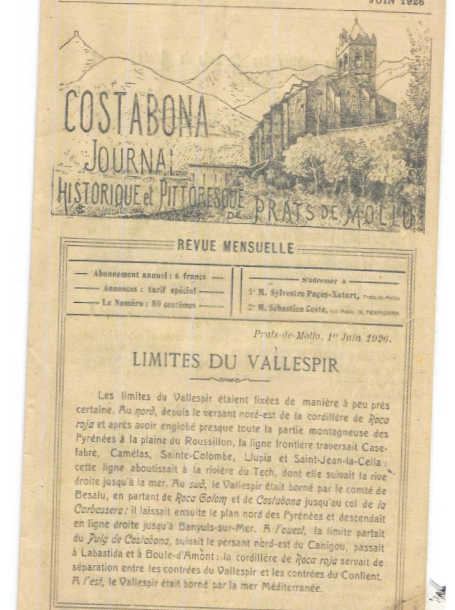 JUIN 1926
COSTABONA
JOURNAL
HISTORIQUE et PITTORESQUE
DE PRATS DE MOLLO
REVUE MENSUELLE
Abonnement annuel : 6 francs
Annonces : tarif spécial
Le Numéro : 50 centimes
S'adresser à
1° M. Sylvestre Pagès-Xatart, Prats-de-Mollo
2° M. Sébastien Coste, PERPIGNAN
Prats-de-Mollo, 1er Juin 1926.
LIMITES DU VALLESPIR
Les limites du Vallespir étaient fixées de manière à peu près
certaine. Au nord, depuis le versant nord-est de la cordillère de Roca
roja et après avoir englobé presque toute la partie montagneuse des
Pyrénées à la plaine du Roussillon, la ligne frontière traversait Case-
fabre, Camélas, Sainte-Colombe, Llupia et Saint-Jean-la-Cella ;
cette ligne aboutissait à la rivière du Tech, dont elle suivait la rive
droite jusqu'à la mer. Au sud, le Vallespir était borné par le comté de
Besalu, en partant de Roca Galom et de Costabona jusqu'au col de la
Carbassera ; il laissait ensuite le plan nord des Pyrénées et descendait
en ligne droite jusqu'à Banyuls-sur-Mer. A l'ouest, la limite partait
du Puig de Costabona, suivait le versant nord-est du Canigou, passait
à Labastida et à Boule-d'Amont : la cordillère de Roca roja servait de
séparation entre les contrées du Vallespir et les contrées du Conflent.
A l'est, le Vallespir était borné par la mer Méditerranée.